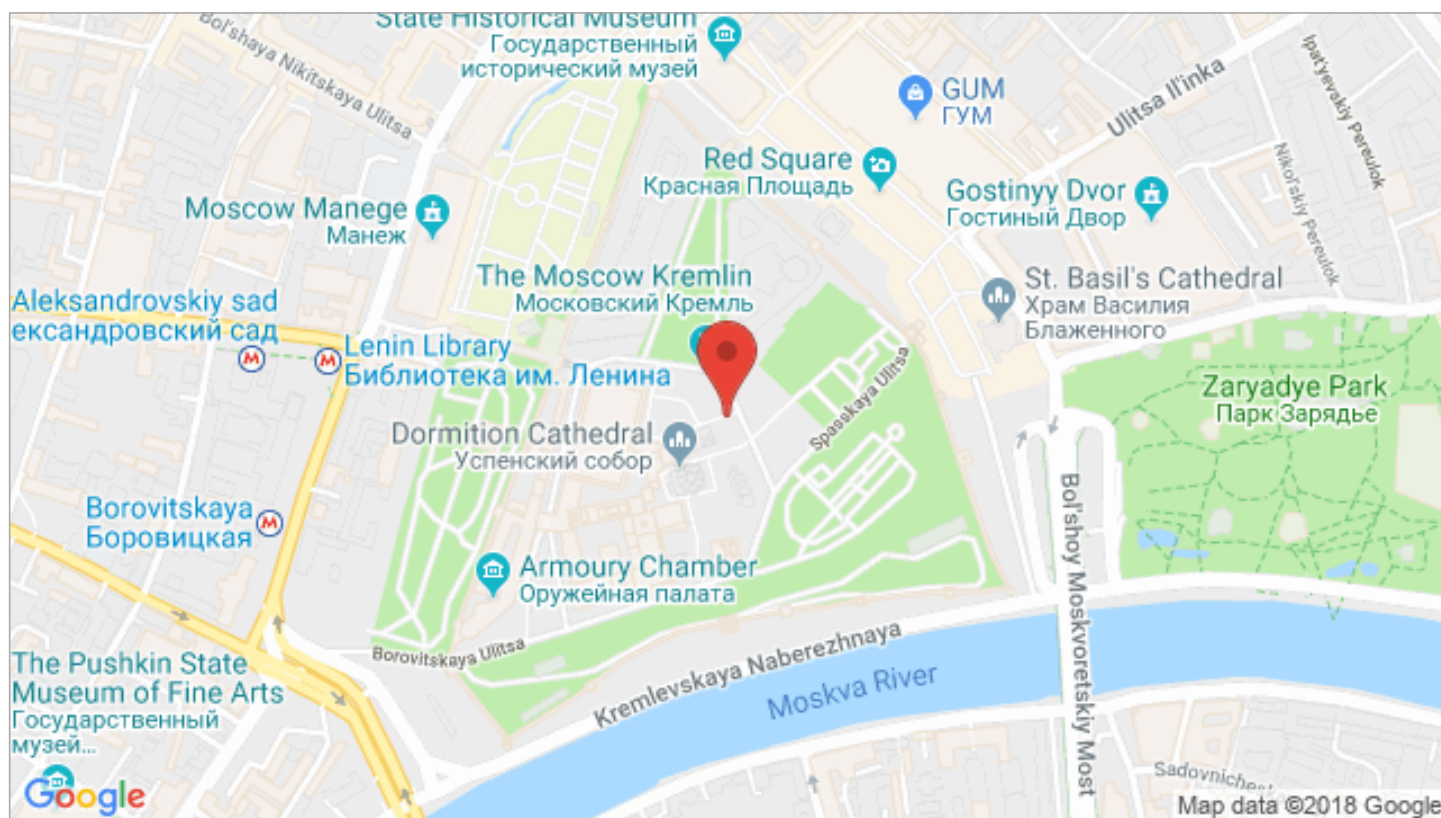 State Historical Museum
Государственный
исторический музей
Bol'shaya Nikitskaya Ulitsa
GUM
ГУМ
Ulitsa Il'inka
Ipat'yevskiy Pereulok
Nikol'skiy Pereulok
Red Square
Красная Площадь
Gostinyy Dvor
Гостиный Двор
Moscow Manege
Манеж
The Moscow Kremlin
Московский Кремль
St. Basil's Cathedral
Храм Василия
Блаженного
Aleksandrovskiy sad
ександровский сад
Lenin Library
Библиотека им. Ленина
Spasskaya Ulitsa
Zaryadye Park
Парк Зарядье
Dormition Cathedral
Успенский собор
Borovitskaya
Боровицкая
Bol'shoy Moskvoretskiy Most
Armoury Chamber
Оружейная палата
Borovitskaya Ulitsa
Kremlevskaya Naberezhnaya
Moskva River
The Pushkin State
Museum of Fine Arts
Государственный
музей...
Google
Map data ©2018 Google